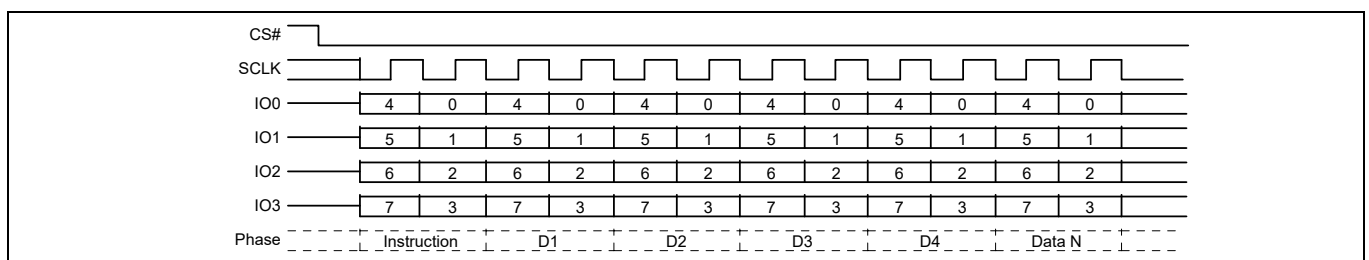 CS#
SCLK
IO0 4 0 4 0 4 0 4 0 4 0 4 0
IO1 5 1 5 1 5 1 5 1 5 1 5 1
IO2 6 2 6 2 6 2 6 2 6 2 6 2
IO3 7 3 7 3 7 3 7 3 7 3 7 3
Phase Instruction D1 D2 D3 D4 Data N